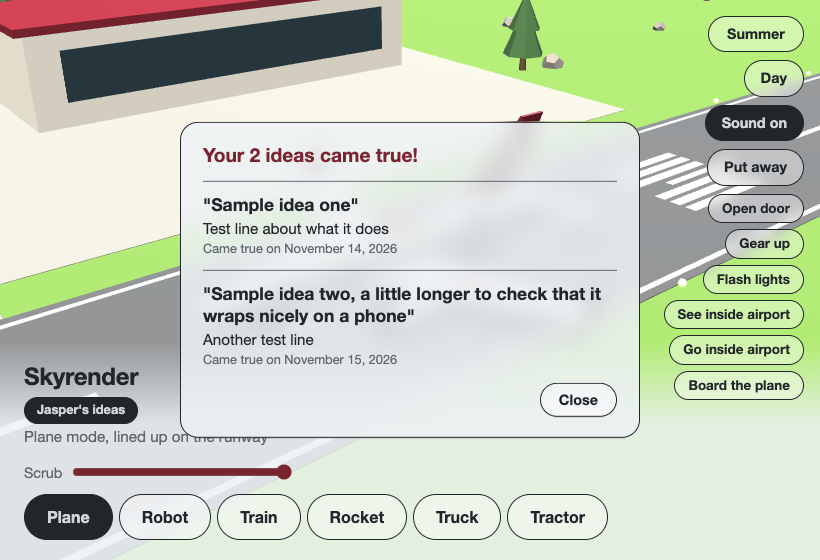 Summer
Day
Sound on
Put away
Open door
Gear up
Flash lights
See inside airport
Go inside airport
Board the plane
Your 2 ideas came true!
"Sample idea one"
Test line about what it does
Came true on November 14, 2026
"Sample idea two, a little longer to check that it
wraps nicely on a phone"
Another test line
Came true on November 15, 2026
Close
Skyrender
Jasper's ideas
Plane mode, lined up on the runway
Scrub
Plane
Robot
Train
Rocket
Truck
Tractor